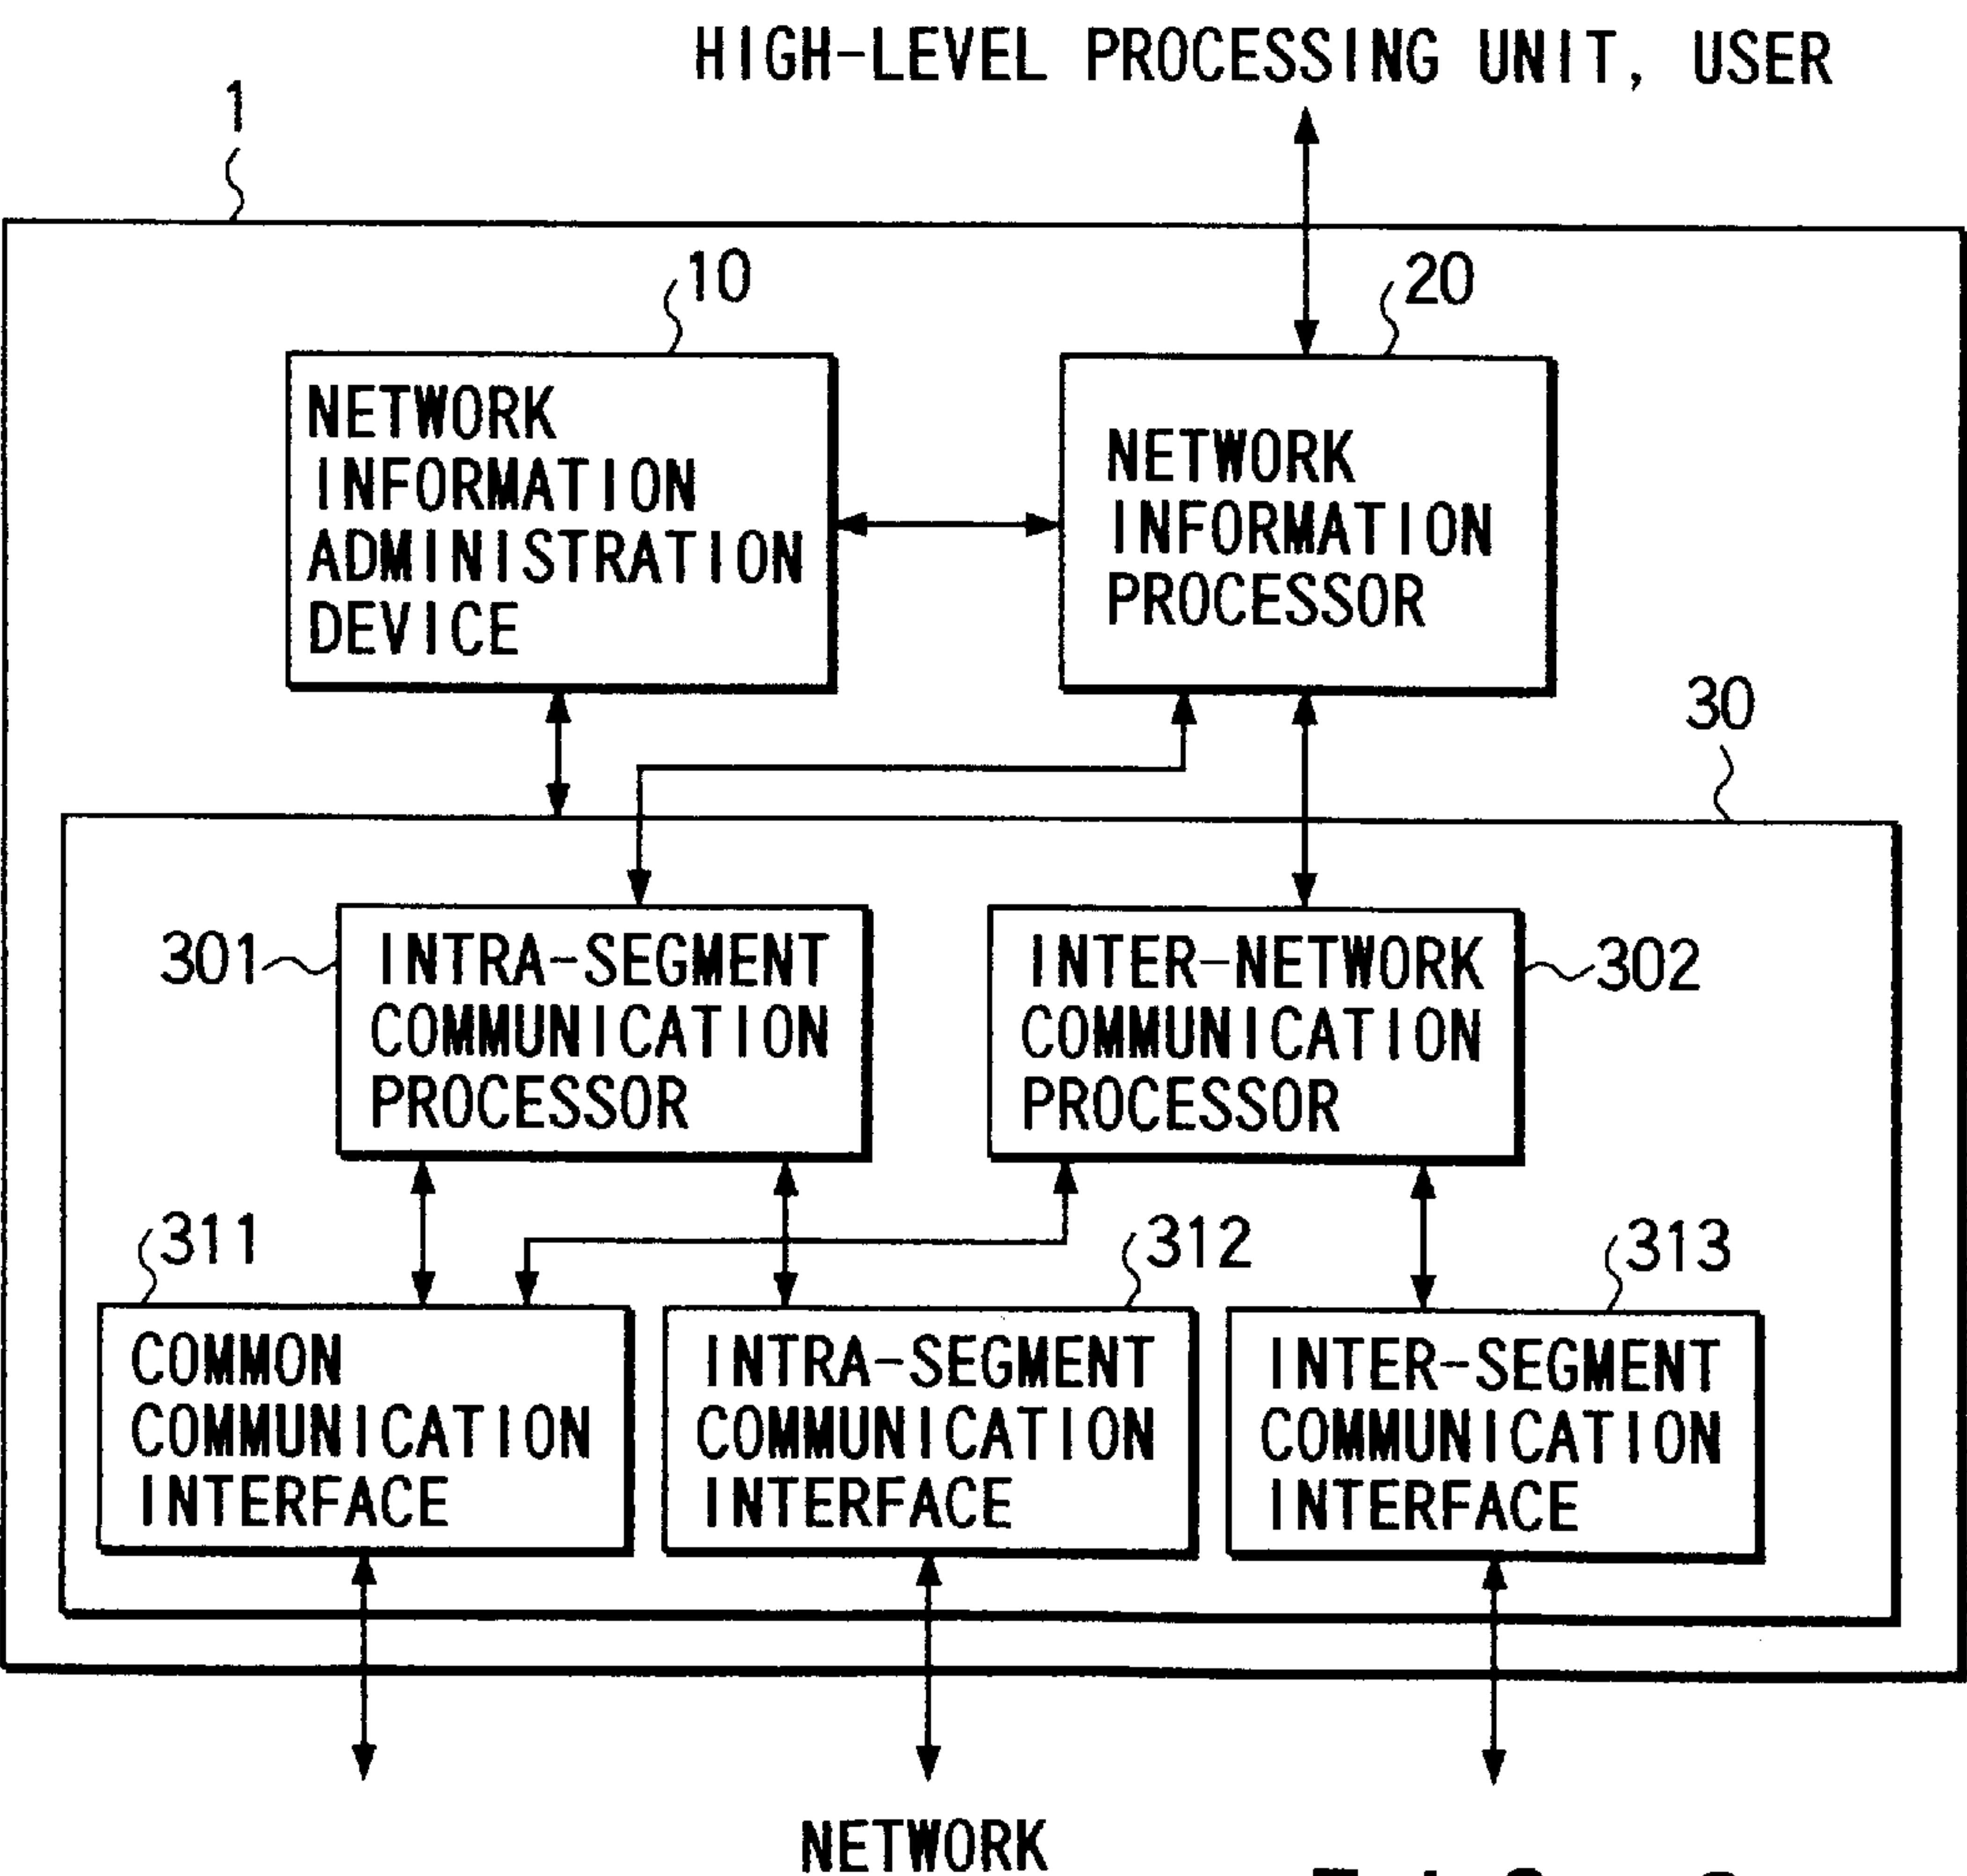 HIGH-LEVEL PROCESSING UNIT, USER
1
10
20
NETWORK
INFORMATION
ADMINISTRATION
DEVICE
NETWORK
INFORMATION
PROCESSOR
30
301
INTRA-SEGMENT
COMMUNICATION
PROCESSOR
INTER-NETWORK
COMMUNICATION
PROCESSOR
302
311
312
313
COMMON
COMMUNICATION
INTERFACE
INTRA-SEGMENT
COMMUNICATION
INTERFACE
INTER-SEGMENT
COMMUNICATION
INTERFACE
NETWORK